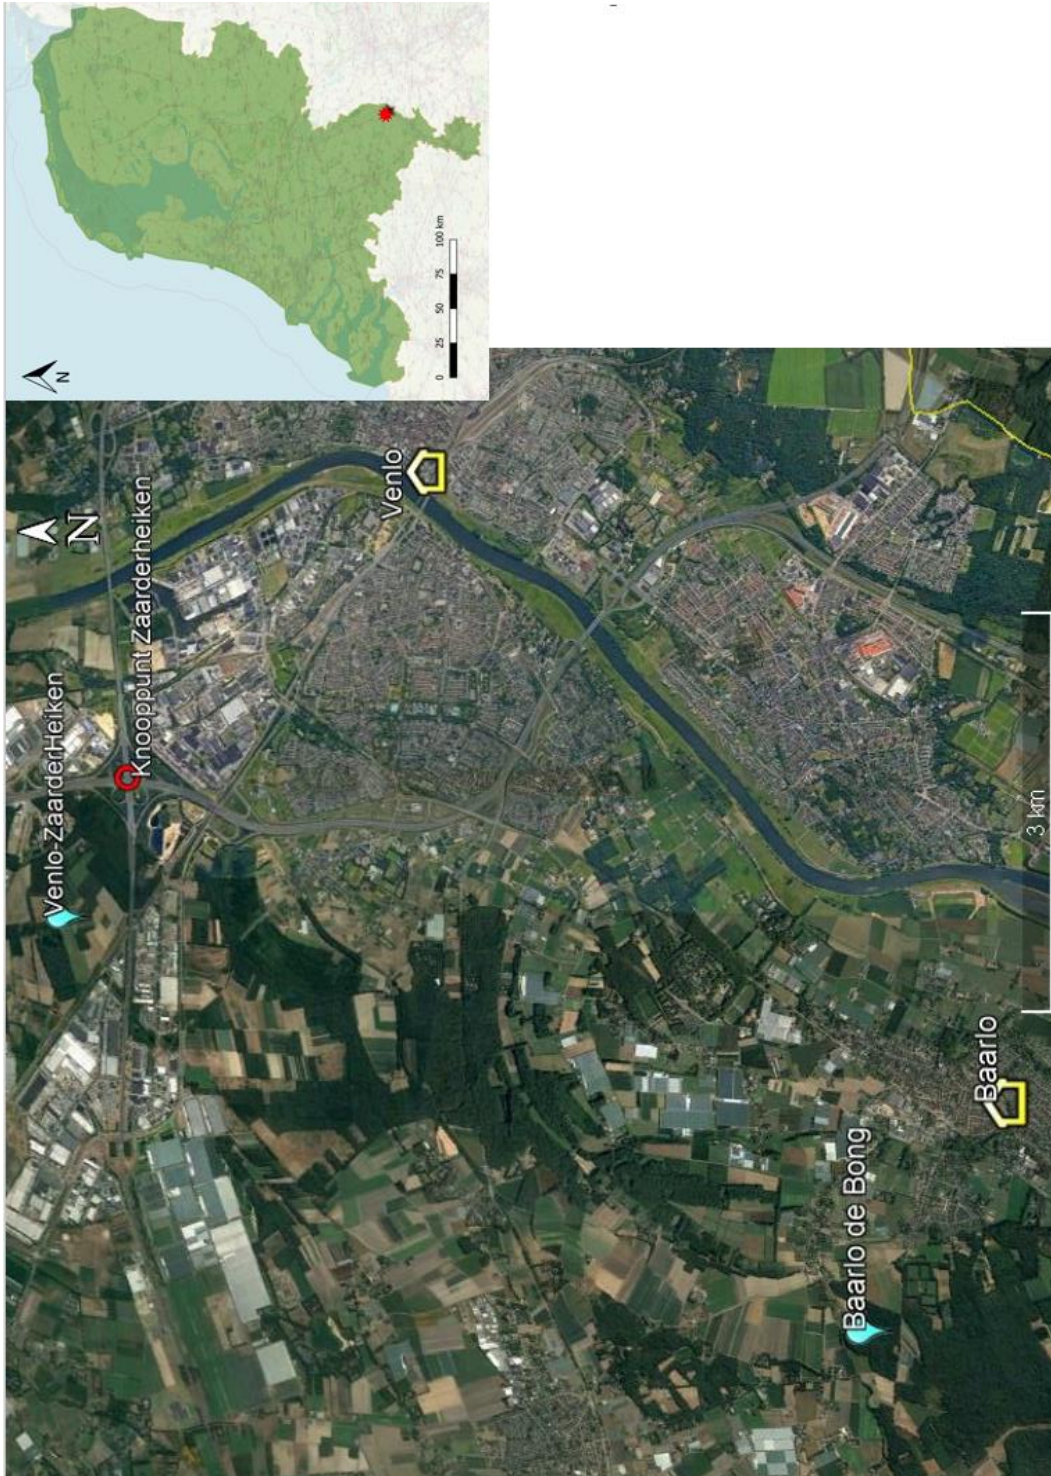 N
0
25
50
75
100 km
N
Venlo-ZaarderHeiken
Knooppunt Zaarderheiken
Venlo
Baarlo de Bong
Baarlo
3 km